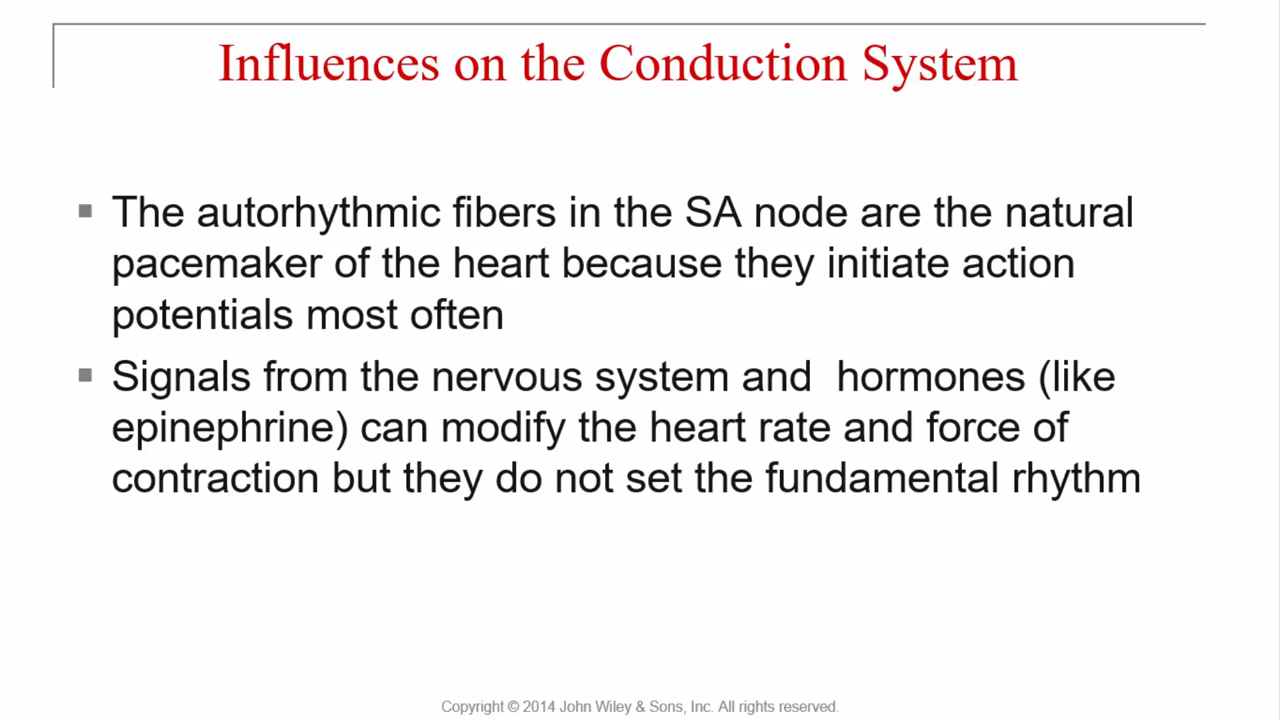 Influences on the Conduction System
▪ The autorhythmic fibers in the SA node are the natural
pacemaker of the heart because they initiate action
potentials most often
▪ Signals from the nervous system and  hormones (like
epinephrine) can modify the heart rate and force of
contraction but they do not set the fundamental rhythm
Copyright © 2014 John Wiley & Sons, Inc. All rights reserved.